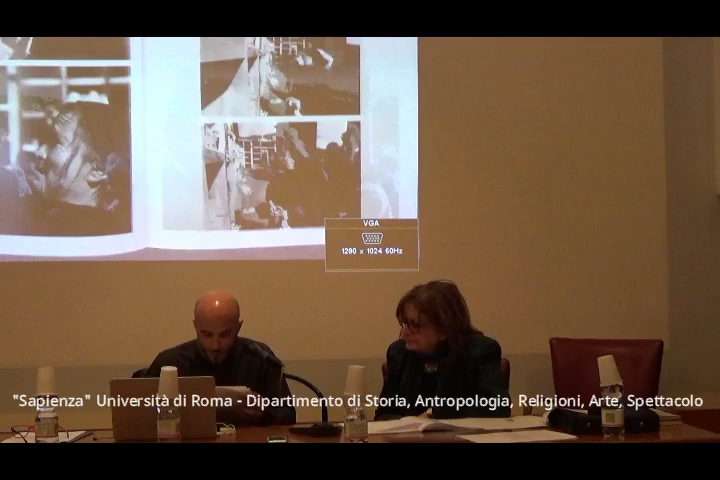 VGA
1280 x 1024 60Hz
"Sapienza" Università di Roma - Dipartimento di Storia, Antropologia, Religioni, Arte, Spettacolo